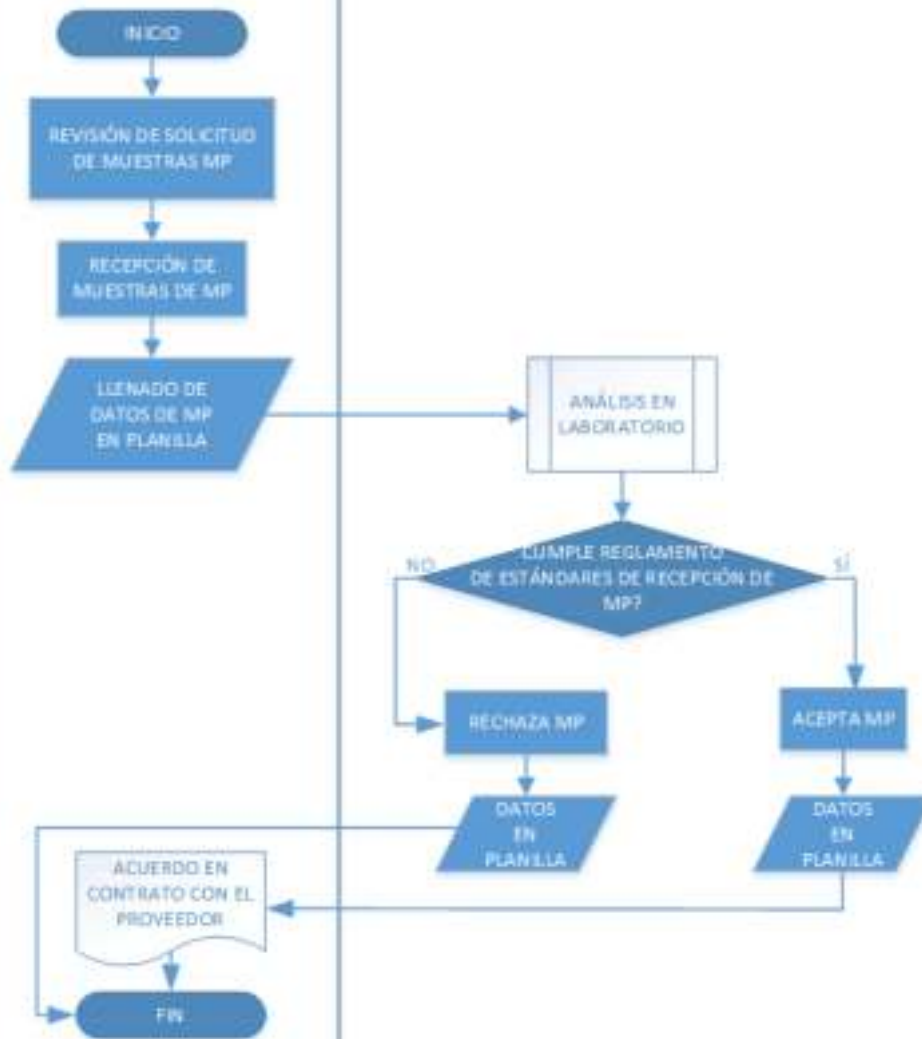 INICIO
REVISIÓN DE SOLICITUD
DE MUESTRAS MP
RECEPCIÓN DE
MUESTRAS DE MP
LLENADO DE
DATOS DE MP
EN PLANILLA
ANÁLISIS EN
LABORATORIO
CUMPLE REGLAMENTO
DE ESTÁNDARES DE RECEPCIÓN DE
MP?
NO
SÍ
RECHAZA MP
ACEPTA MP
DATOS
EN
PLANILLA
DATOS
EN
PLANILLA
ACUERDO EN
CONTRATO CON EL
PROVEEDOR
FIN